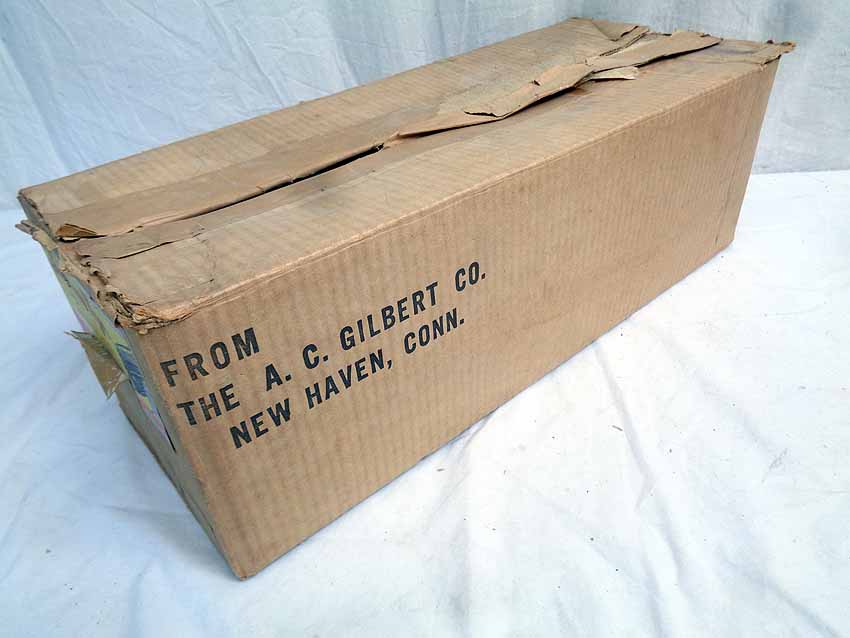 FROM
THE A. C. GILBERT CO.
NEW HAVEN, CONN.